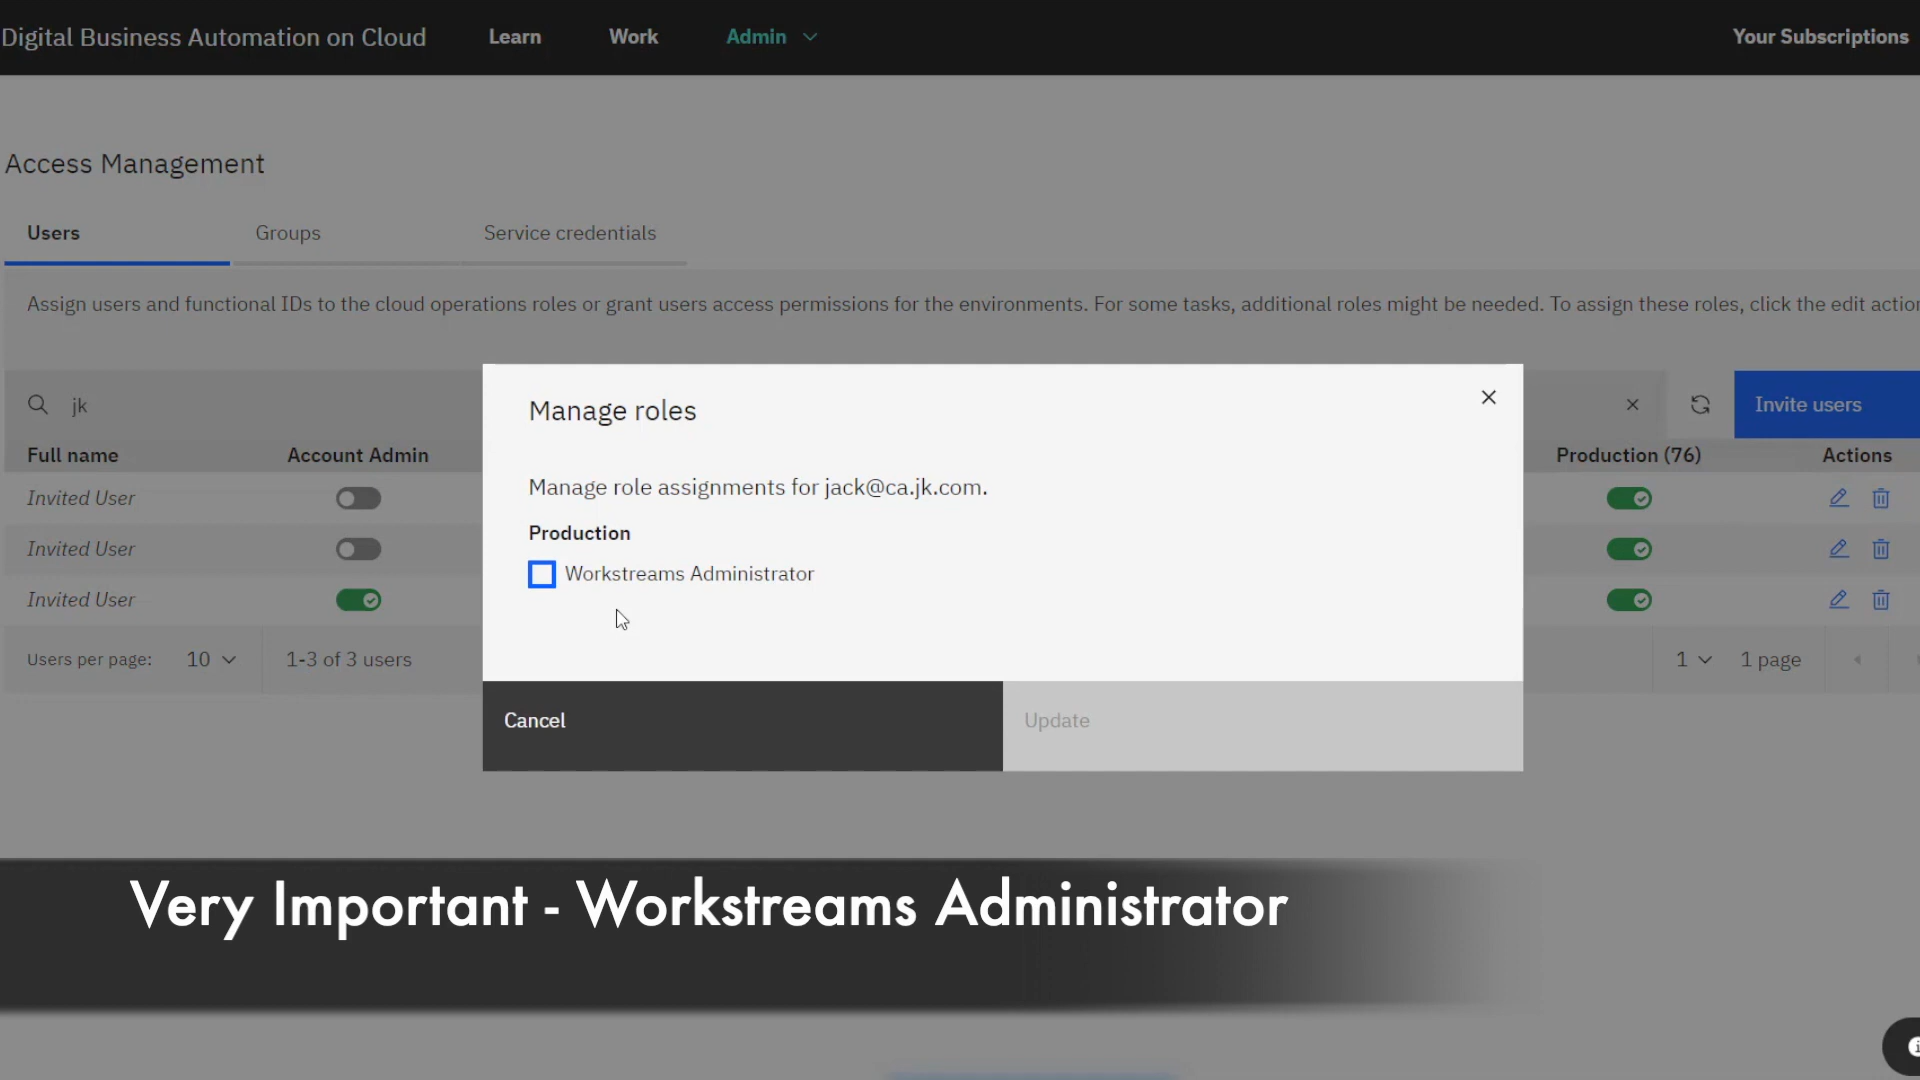 Digital Business Automation on Cloud Learn Work Admin Your Subscriptions
Access Management
Users Groups Service credentials
Assign users and functional IDs to the cloud operations roles or grant users access permissions for the environments. For some tasks, additional roles might be needed. To assign these roles, click the edit
jk
Invite users
Full name Account Admin Production (76) Actions
Invited User
Invited User
Invited User
Users per page: 10 1-3 of 3 users 1 1 page
Manage roles
Manage role assignments for jack@ca.jk.com.
Production
Workstreams Administrator
Cancel Update
Very Important - Workstreams Administrator